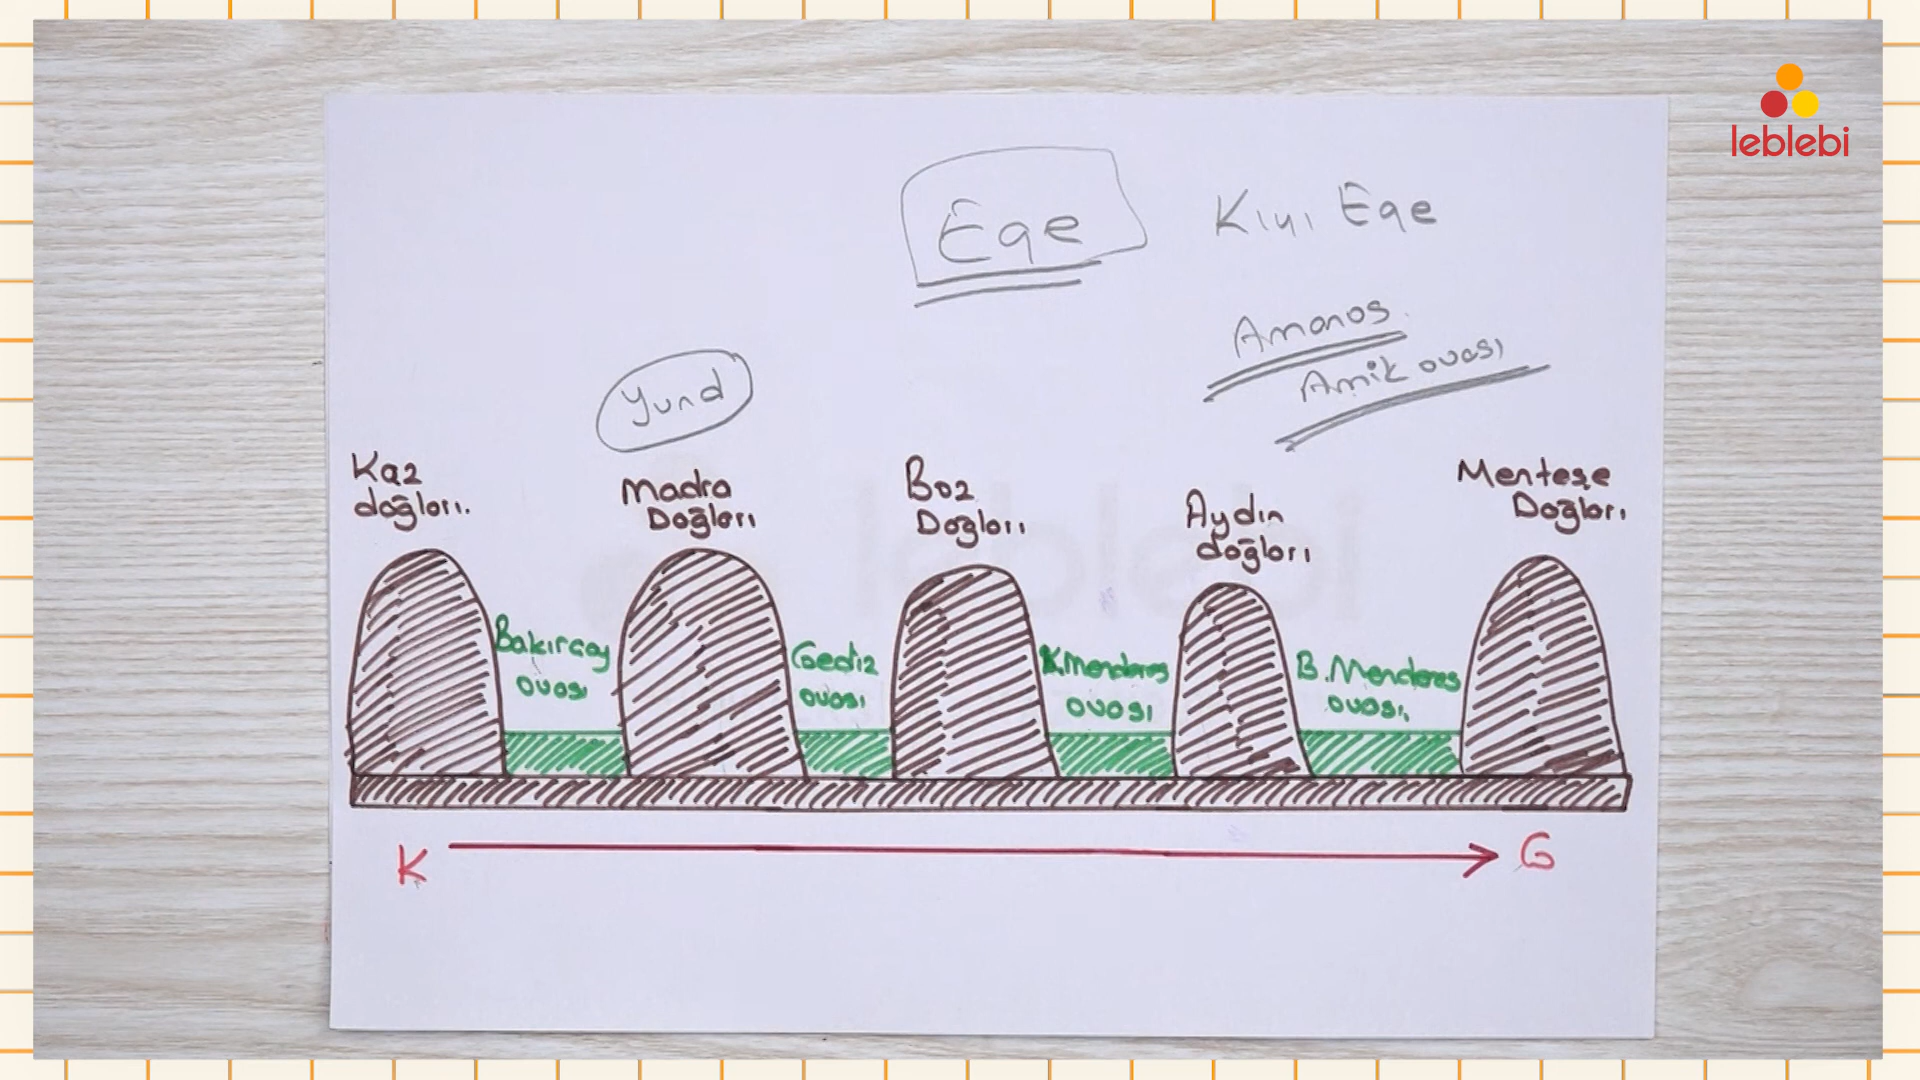 leblebi
Ege
Kıyı Ege
Amanos
Amik ovası
Yund
Kaz
dağları.
Madra
Dağları
Boz
Dağları
Aydın
dağları
Menteşe
Dağları
Bakırçay
ovası
Gediz
ovası
K.Menderes
ovası
B.Menderes
ovası
K
G